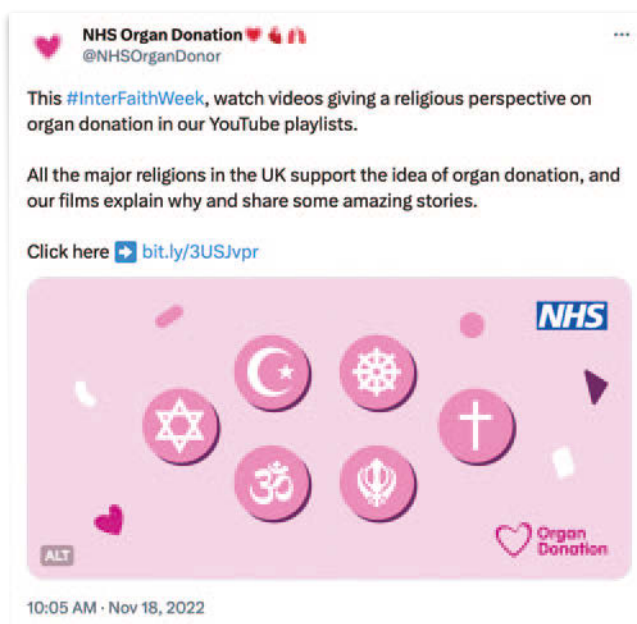 NHS Organ Donation
@NHSOrganDonor
This #InterFaithWeek, watch videos giving a religious perspective on
organ donation in our YouTube playlists.
All the major religions in the UK support the idea of organ donation, and
our films explain why and share some amazing stories.
Click here ➡️ bit.ly/3USJvpr
NHS
ॐ
Organ
Donation
ALT
10:05 AM · Nov 18, 2022